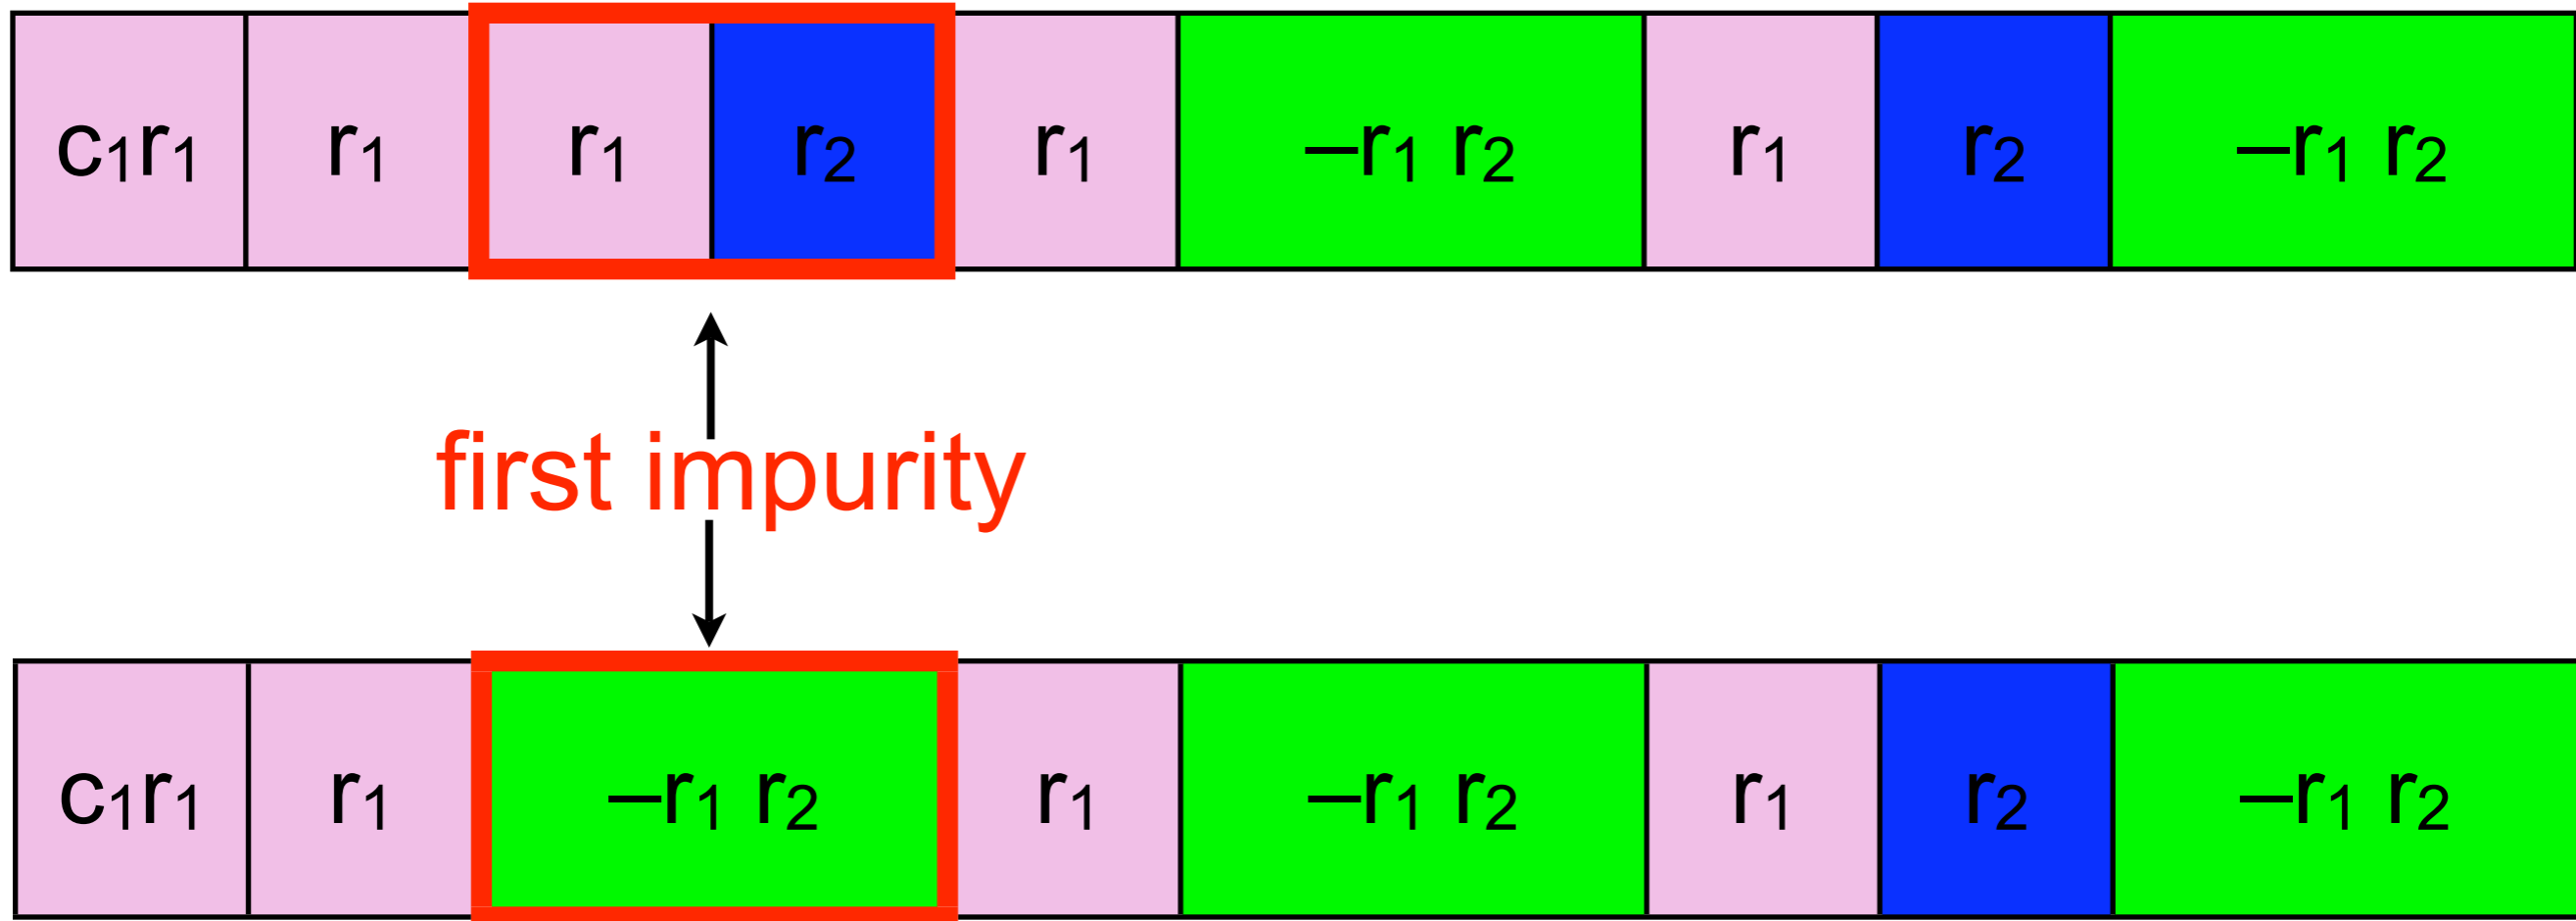 c₁r₁ r₁ r₁ r₂ r₁ –r₁ r₂ r₁ r₂ –r₁ r₂
first impurity
c₁r₁ r₁ –r₁ r₂ r₁ –r₁ r₂ r₁ r₂ –r₁ r₂